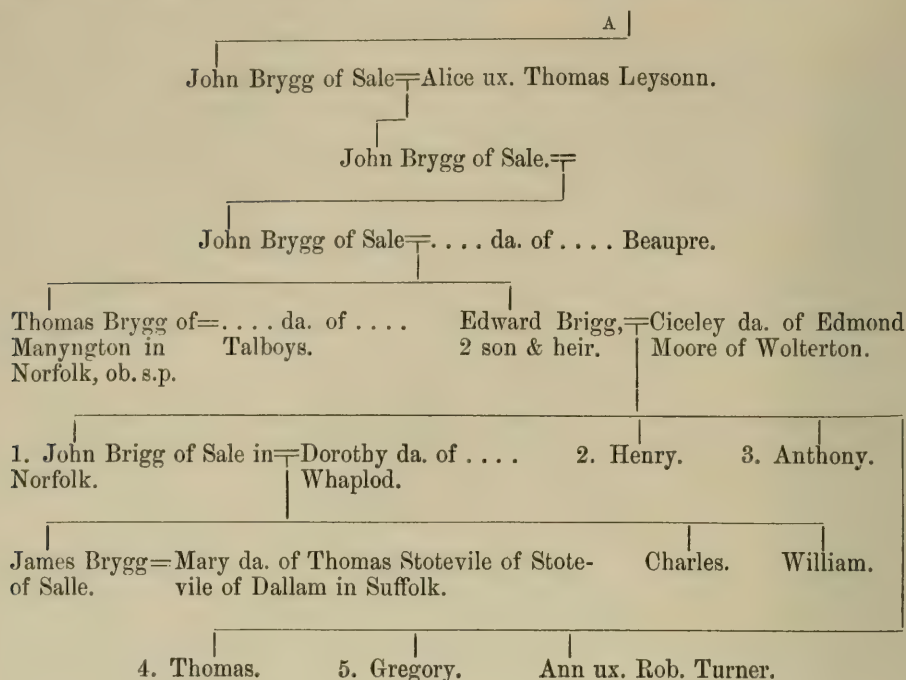 A
John Brygg of Sale=Alice ux. Thomas Leysonn.
John Brygg of Sale.=
John Brygg of Sale=. . . . da. of . . . . Beaupre.
Thomas Brygg of=. . . . da. of . . . .
Manyngton in Talboys.
Norfolk, ob. s.p.
Edward Brigg,=Ciceley da. of Edmond
2 son & heir. Moore of Wolterton.
1. John Brigg of Sale in=Dorothy da. of . . . .
Norfolk. Whaplod.
2. Henry.
3. Anthony.
James Brygg=Mary da. of Thomas Stotevile of Stote-
of Salle. vile of Dallam in Suffolk.
Charles.
William.
4. Thomas.
5. Gregory.
Ann ux. Rob. Turner.